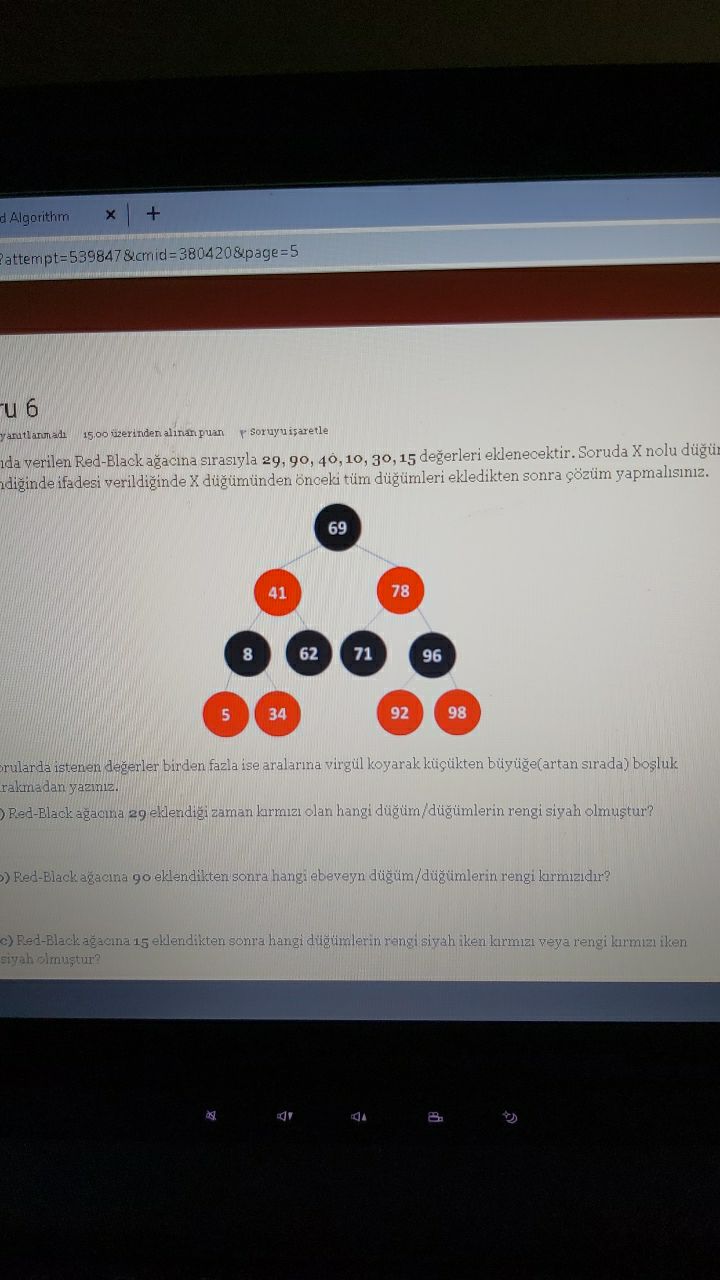 d Algorithm × +
?attempt=539847&cmid=380420&page=5
ru 6
yanıtlanmadı 15,00 üzerinden alınan puan Soruyu işaretle
ıda verilen Red-Black ağacına sırasıyla 29, 90, 40, 10, 30, 15 değerleri eklenecektir. Soruda X nolu düğür
ndiğinde ifadesi verildiğinde X düğümünden önceki tüm düğümleri ekledikten sonra çözüm yapmalısınız.
69
41 78
8 62 71 96
5 34 92 98
orularda istenen değerler birden fazla ise aralarına virgül koyarak küçükten büyüğe(artan sırada) boşluk
rakmadan yazınız.
) Red-Black ağacına 29 eklendiği zaman kırmızı olan hangi düğüm/düğümlerin rengi siyah olmuştur?
b) Red-Black ağacına 90 eklendikten sonra hangi ebeveyn düğüm/düğümlerin rengi kırmızıdır?
c) Red-Black ağacına 15 eklendikten sonra hangi düğümlerin rengi siyah iken kırmızı veya rengi kırmızı iken
siyah olmuştur?